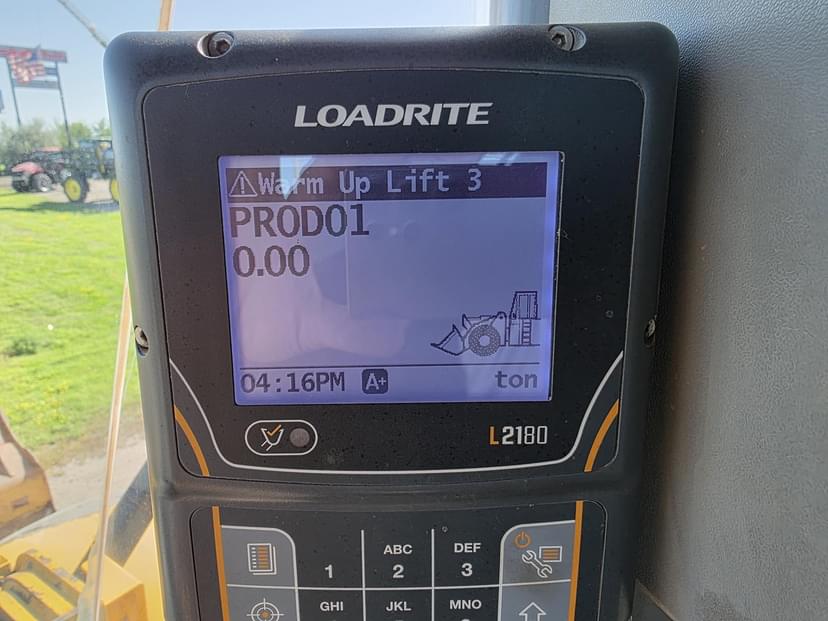 LOADRITE
Warm Up Lift 3
PROD01
0.00
04:16PM A+ ton
L2180
1
ABC
2
DEF
3
GHI
JKL
MNO